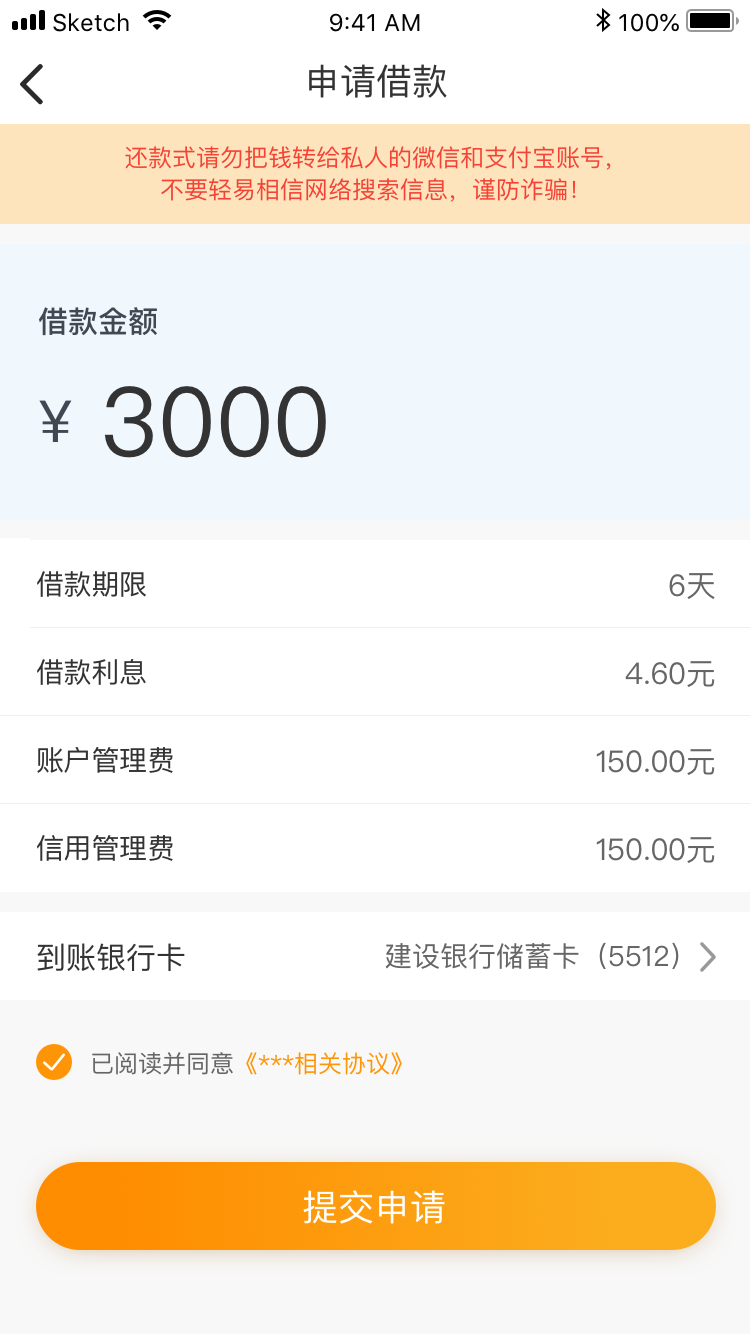 Sketch 9:41 AM 100%
申请借款
还款式请勿把钱转给私人的微信和支付宝账号，
不要轻易相信网络搜索信息，谨防诈骗！
借款金额
¥ 3000
借款期限 6天
借款利息 4.60元
账户管理费 150.00元
信用管理费 150.00元
到账银行卡 建设银行储蓄卡（5512）
已阅读并同意《***相关协议》
提交申请